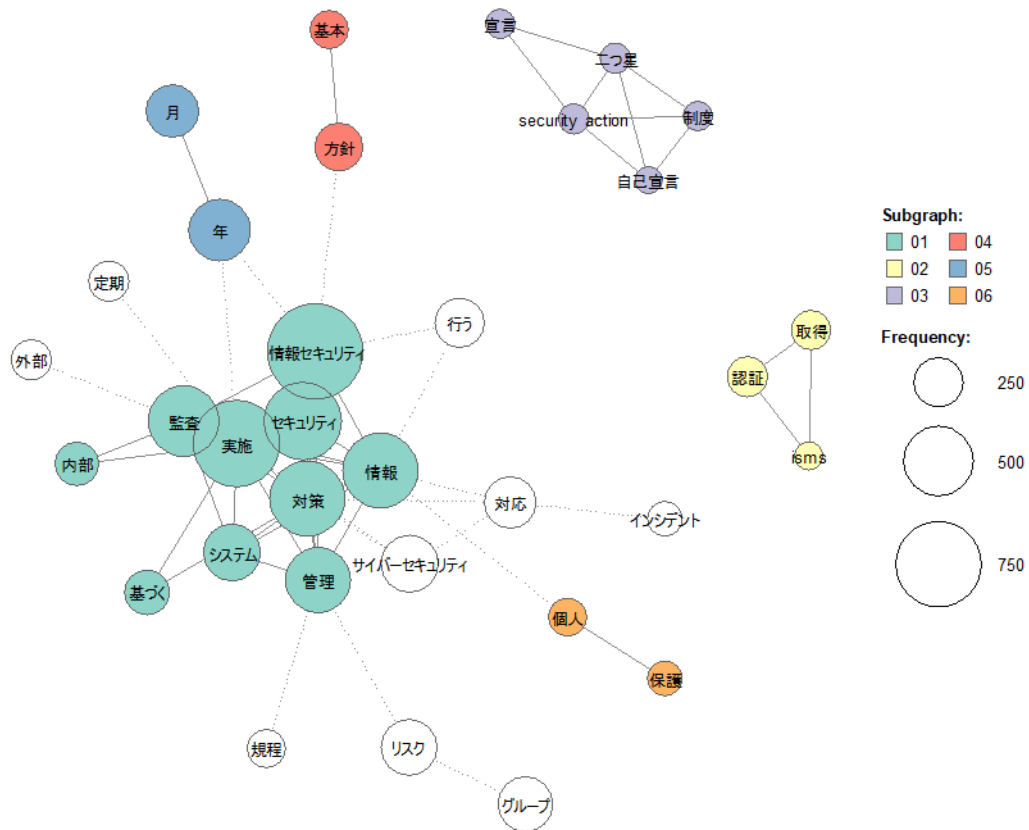 基本
宣言
二つ星
月
security action
制度
方針
自己宣言
年
Subgraph:
01
04
02
05
03
06
定期
行う
取得
外部
情報セキュリティ
Frequency:
認証
250
監査
セキュリティ
実施
isms
内部
情報
500
対策
対応
インシデント
システム
サイバーセキュリティ
750
管理
基づく
個人
保護
規程
リスク
グループ